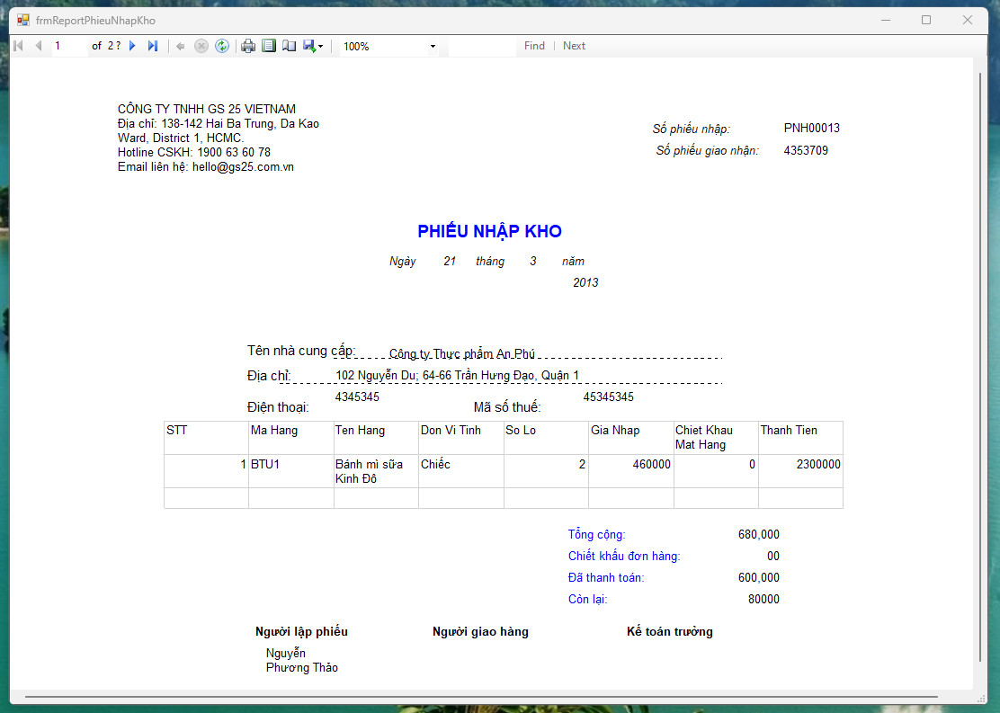 frmReportPhieuNhapKho
1 of 2 ? 100% Find | Next
CÔNG TY TNHH GS 25 VIETNAM
Địa chỉ: 138-142 Hai Ba Trung, Da Kao
Ward, District 1, HCMC.
Hotline CSKH: 1900 63 60 78
Email liên hệ: hello@gs25.com.vn
Số phiếu nhập: PNH00013
Số phiếu giao nhận: 4353709
PHIẾU NHẬP KHO
Ngày 21 tháng 3 năm
2013
Tên nhà cung cấp: Công ty Thực phẩm An Phú
Địa chỉ: 102 Nguyễn Du; 64-66 Trần Hưng Đạo, Quận 1
Điện thoại: 4345345 Mã số thuế: 45345345
STT Ma Hang Ten Hang Don Vi Tinh So Lo Gia Nhap Chiet Khau Thanh Tien
Mat Hang
1 BTU1 Bánh mì sữa Chiếc 2 460000 0 2300000
Kinh Đô
Tổng cộng: 680,000
Chiết khấu đơn hàng: 00
Đã thanh toán: 600,000
Còn lại: 80000
Người lập phiếu Người giao hàng Kế toán trưởng
Nguyễn
Phương Thảo